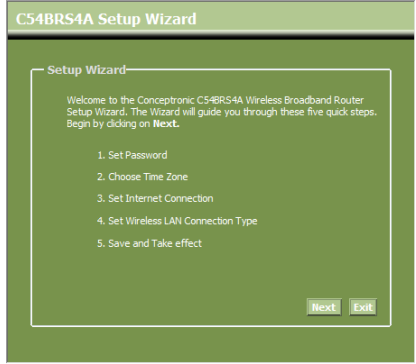 C54BRS4A Setup Wizard
Setup Wizard
Welcome to the Conceptronic C54BRS4A Wireless Broadband Router
Setup Wizard. The Wizard will guide you through these five quick steps.
Begin by clicking on Next.
1. Set Password
2. Choose Time Zone
3. Set Internet Connection
4. Set Wireless LAN Connection Type
5. Save and Take effect
Next Exit